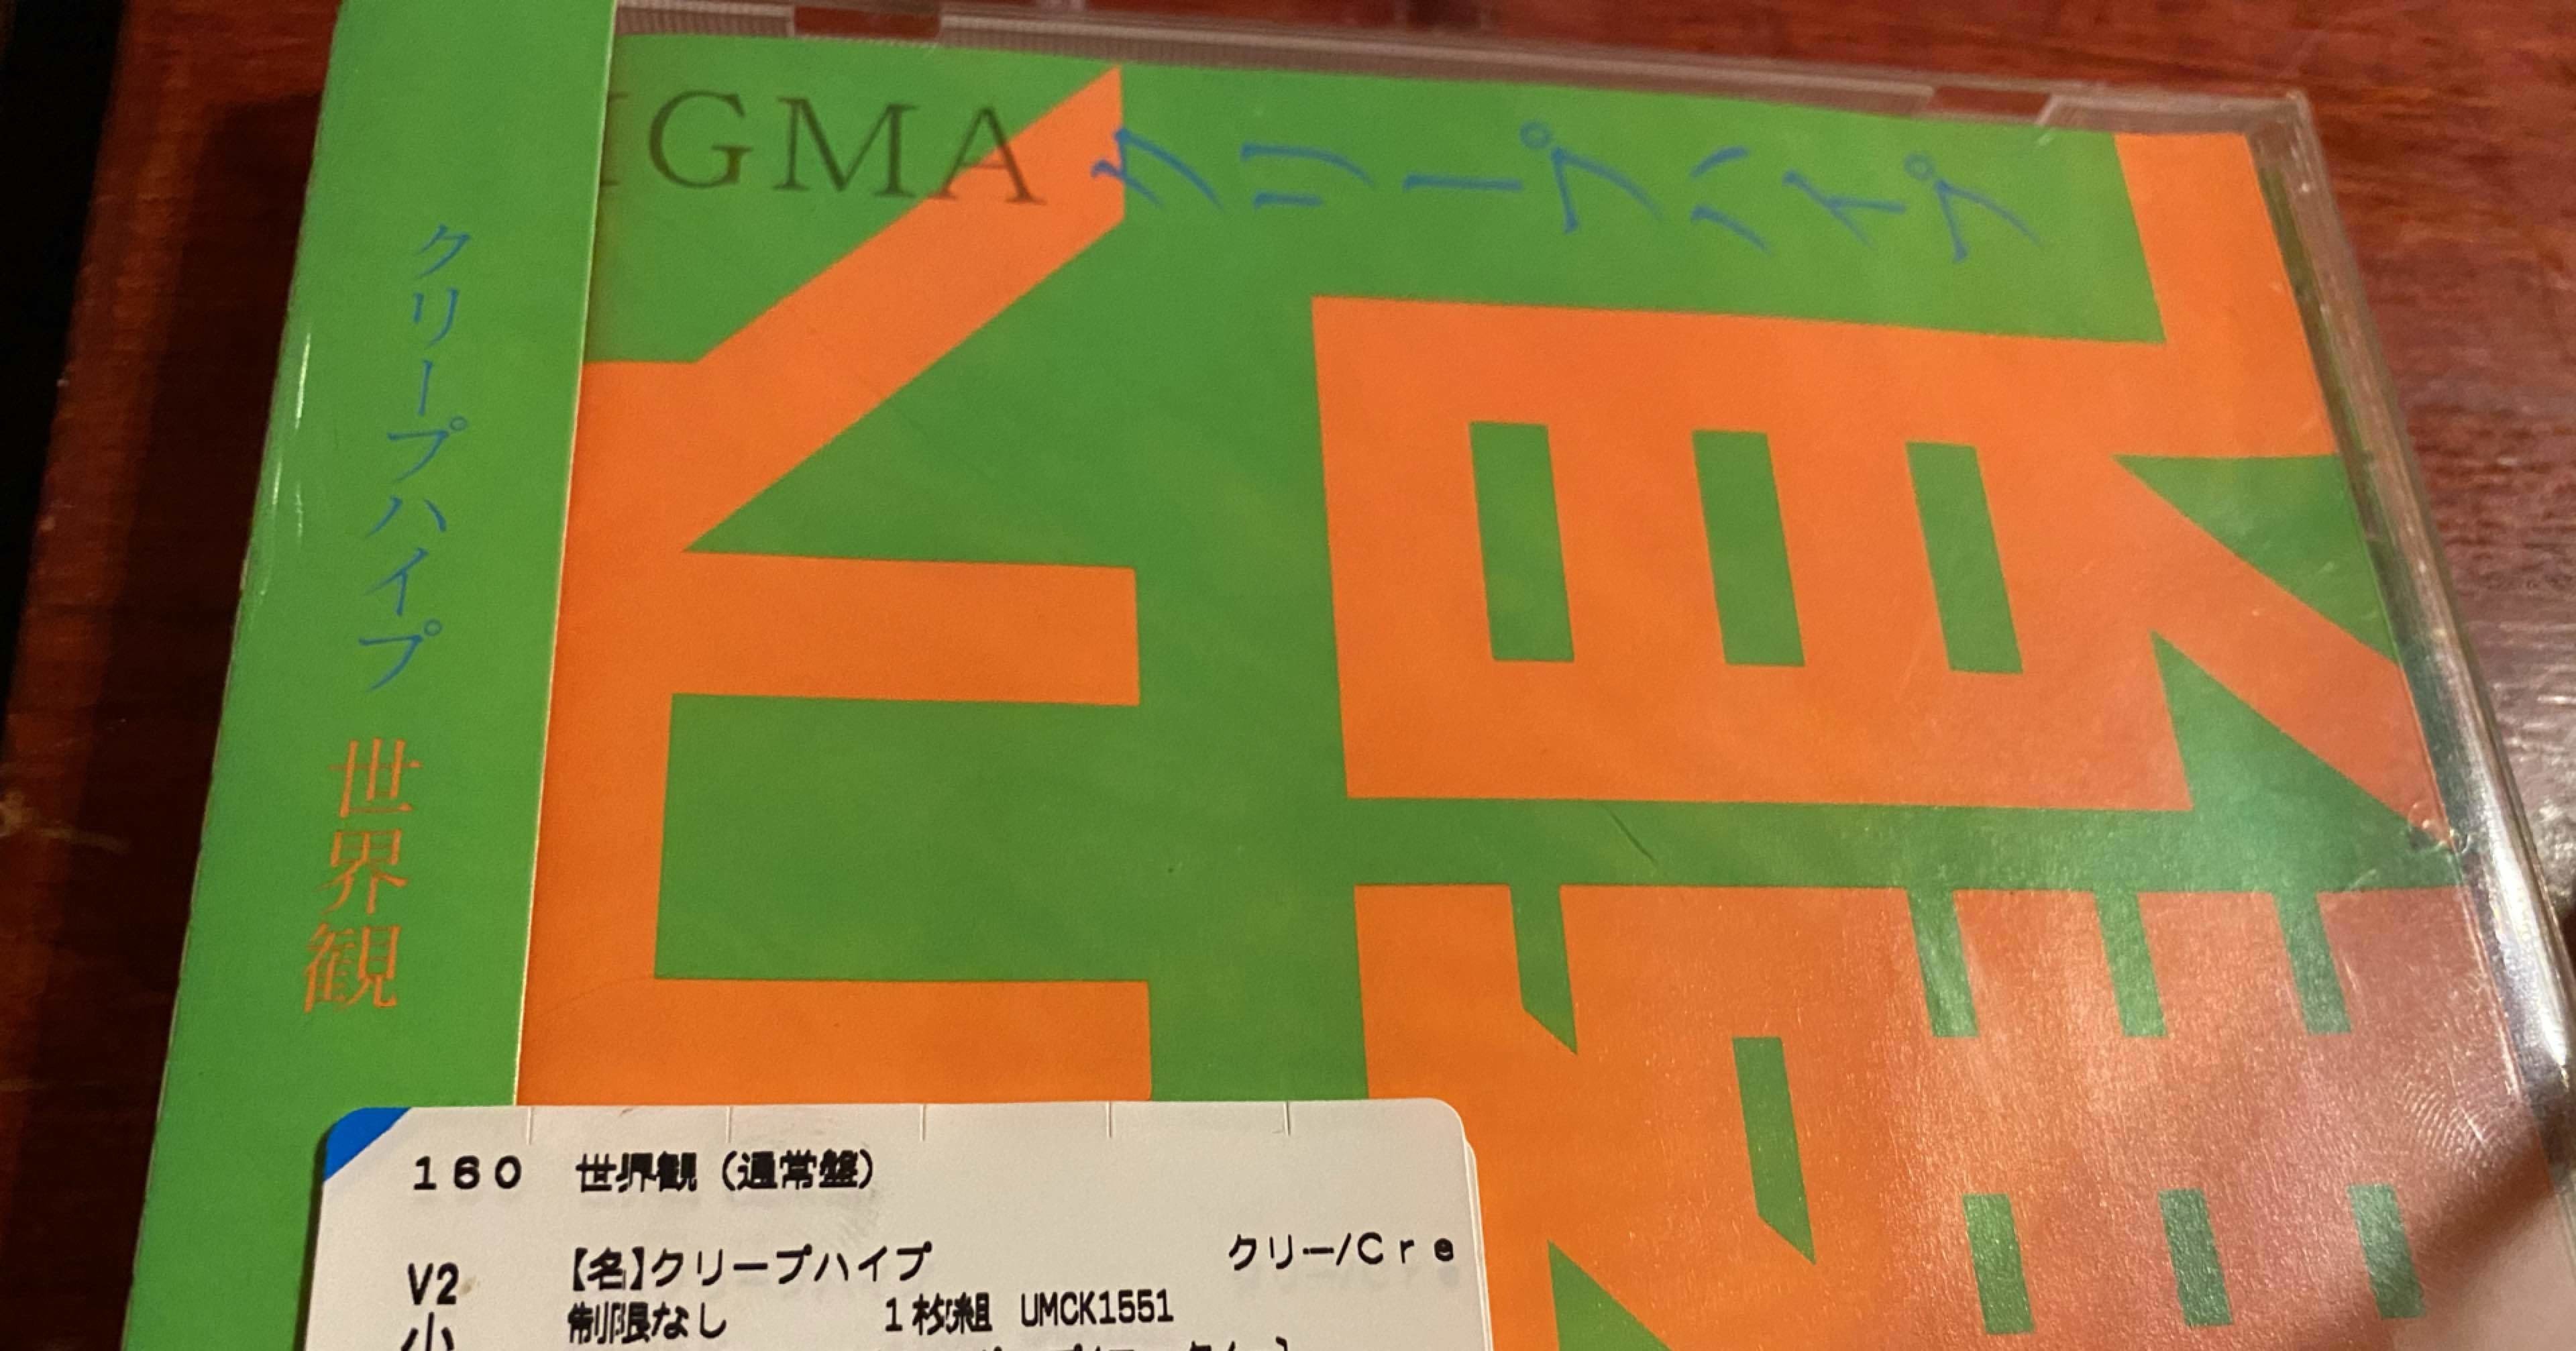 IGMA
クリープハイプ
クリープハイプ 世界観
160 世界観（通常盤）
【名】クリープハイプ クリー/Cre
V2 制限なし 1枚組 UMCK1551
小